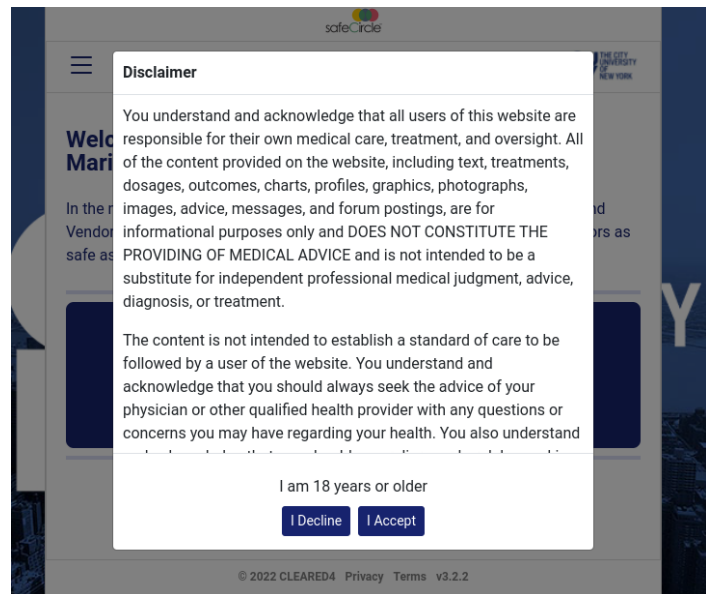 safeCircle
THE CITY
UNIVERSITY
OF
NEW YORK
Disclaimer
You understand and acknowledge that all users of this website are
responsible for their own medical care, treatment, and oversight. All
of the content provided on the website, including text, treatments,
dosages, outcomes, charts, profiles, graphics, photographs,
images, advice, messages, and forum postings, are for
informational purposes only and DOES NOT CONSTITUTE THE
PROVIDING OF MEDICAL ADVICE and is not intended to be a
substitute for independent professional medical judgment, advice,
diagnosis, or treatment.
The content is not intended to establish a standard of care to be
followed by a user of the website. You understand and
acknowledge that you should always seek the advice of your
physician or other qualified health provider with any questions or
concerns you may have regarding your health. You also understand
I am 18 years or older
I Decline I Accept
Welc
Mari
In the
Vendor
safe as
ors as
Y
© 2022 CLEARED4 Privacy Terms v3.2.2